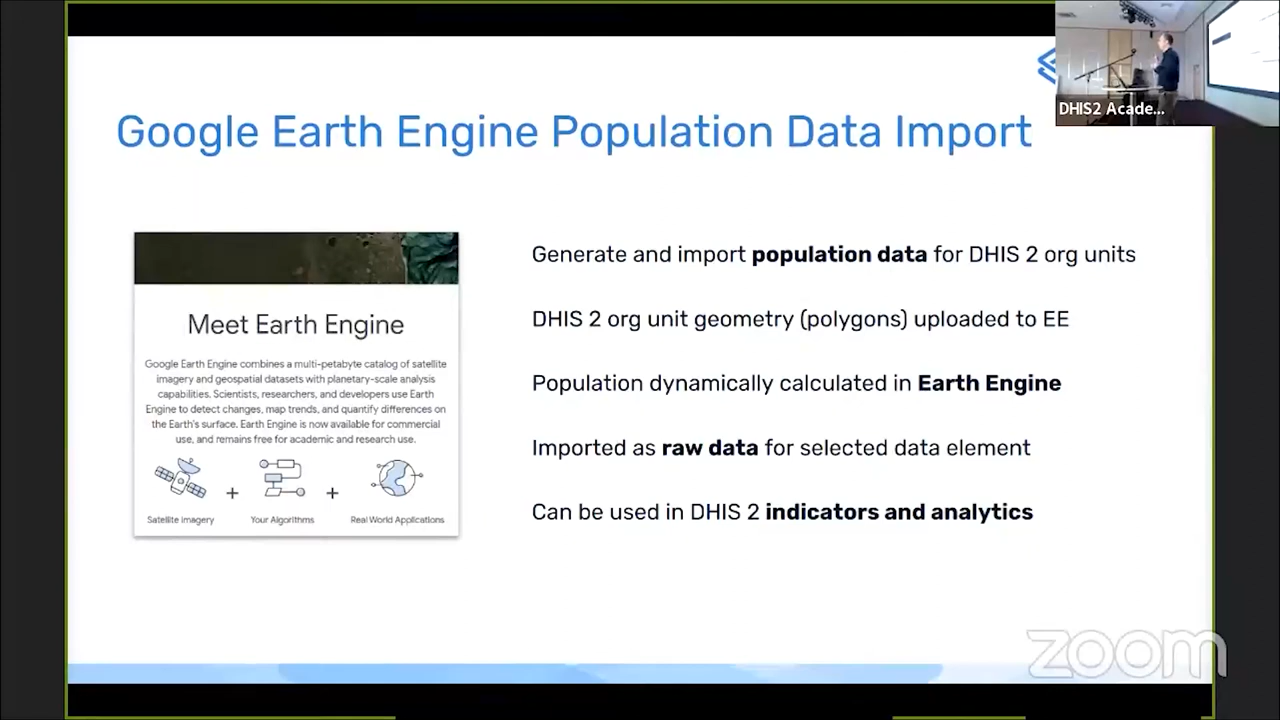 DHIS2 Acade...
Google Earth Engine Population Data Import
Meet Earth Engine
Google Earth Engine combines a multi-petabyte catalog of satellite
imagery and geospatial datasets with planetary-scale analysis
capabilities. Scientists, researchers, and developers use Earth
Engine to detect changes, map trends, and quantify differences on
the Earth's surface. Earth Engine is now available for commercial
use, and remains free for academic and research use.
+
+
Satellite Imagery
Your Algorithms
Real World Applications
Generate and import population data for DHIS 2 org units
DHIS 2 org unit geometry (polygons) uploaded to EE
Population dynamically calculated in Earth Engine
Imported as raw data for selected data element
Can be used in DHIS 2 indicators and analytics
zoom